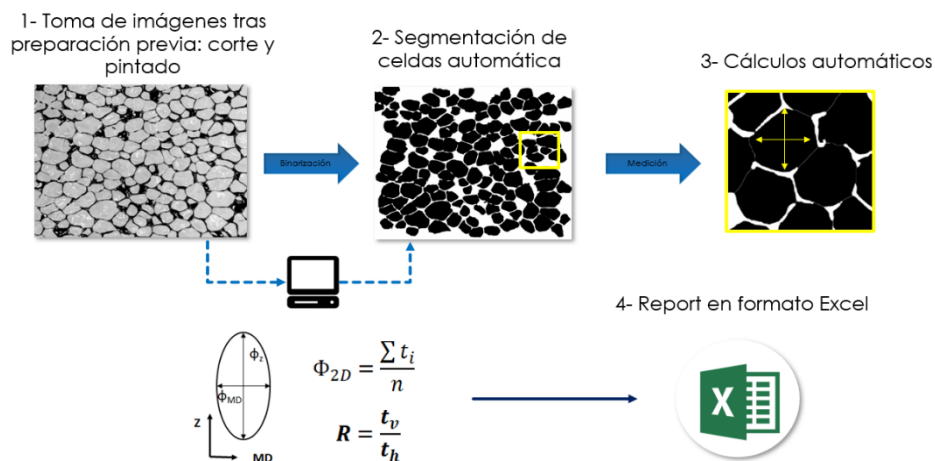 1- Toma de imágenes tras
preparación previa: corte y
pintado
2- Segmentación de
celdas automática
3- Cálculos automáticos
Binarización
Medición
4- Report en formato Excel
ϕz
ϕMD
z
MD
Φ2D = ∑ ti / n
R = tv / th
X